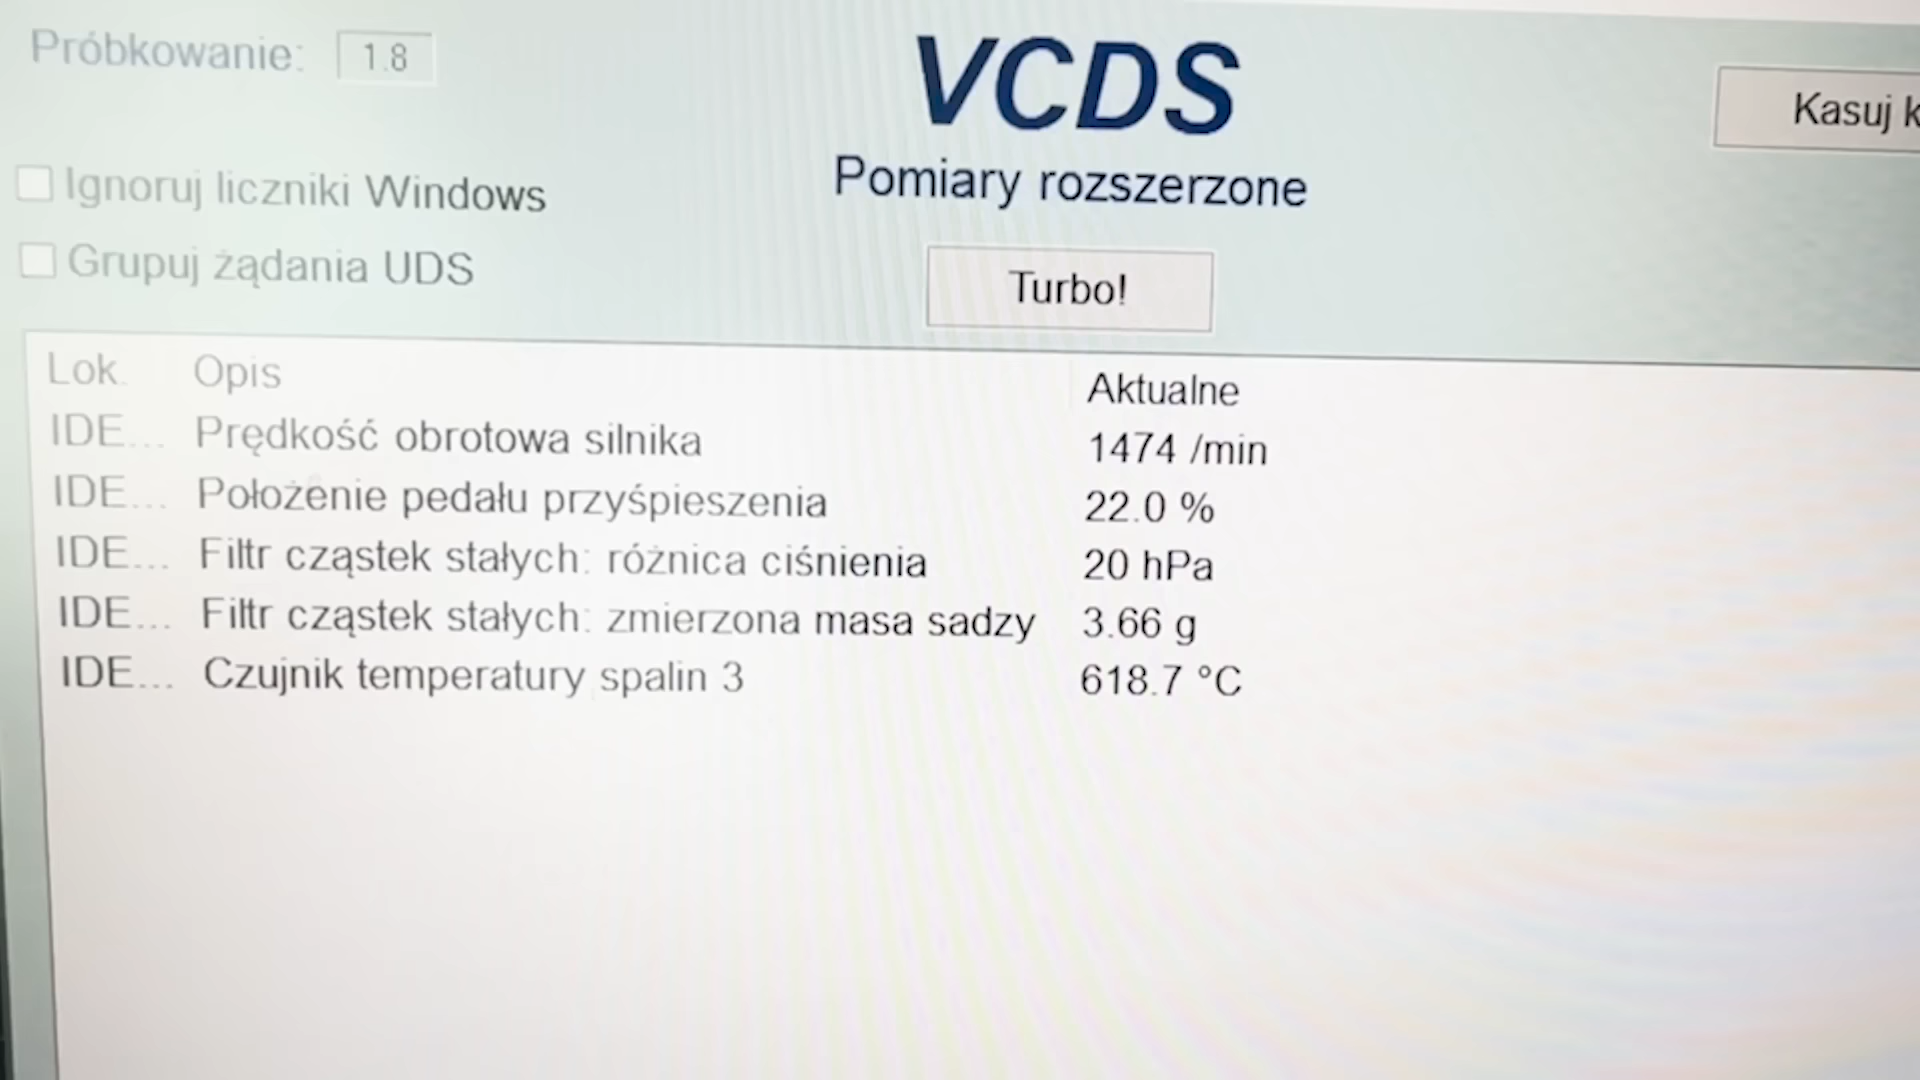 Próbkowanie: 1.8
VCDS
Kasuj
Pomiary rozszerzone
Ignoruj liczniki Windows
Grupuj żądania UDS
Turbo!
Lok. Opis Aktualne
IDE... Prędkość obrotowa silnika 1474 /min
IDE... Położenie pedału przyśpieszenia 22.0 %
IDE... Filtr cząstek stałych: różnica ciśnienia 20 hPa
IDE... Filtr cząstek stałych: zmierzona masa sadzy 3.66 g
IDE... Czujnik temperatury spalin 3 618.7 °C